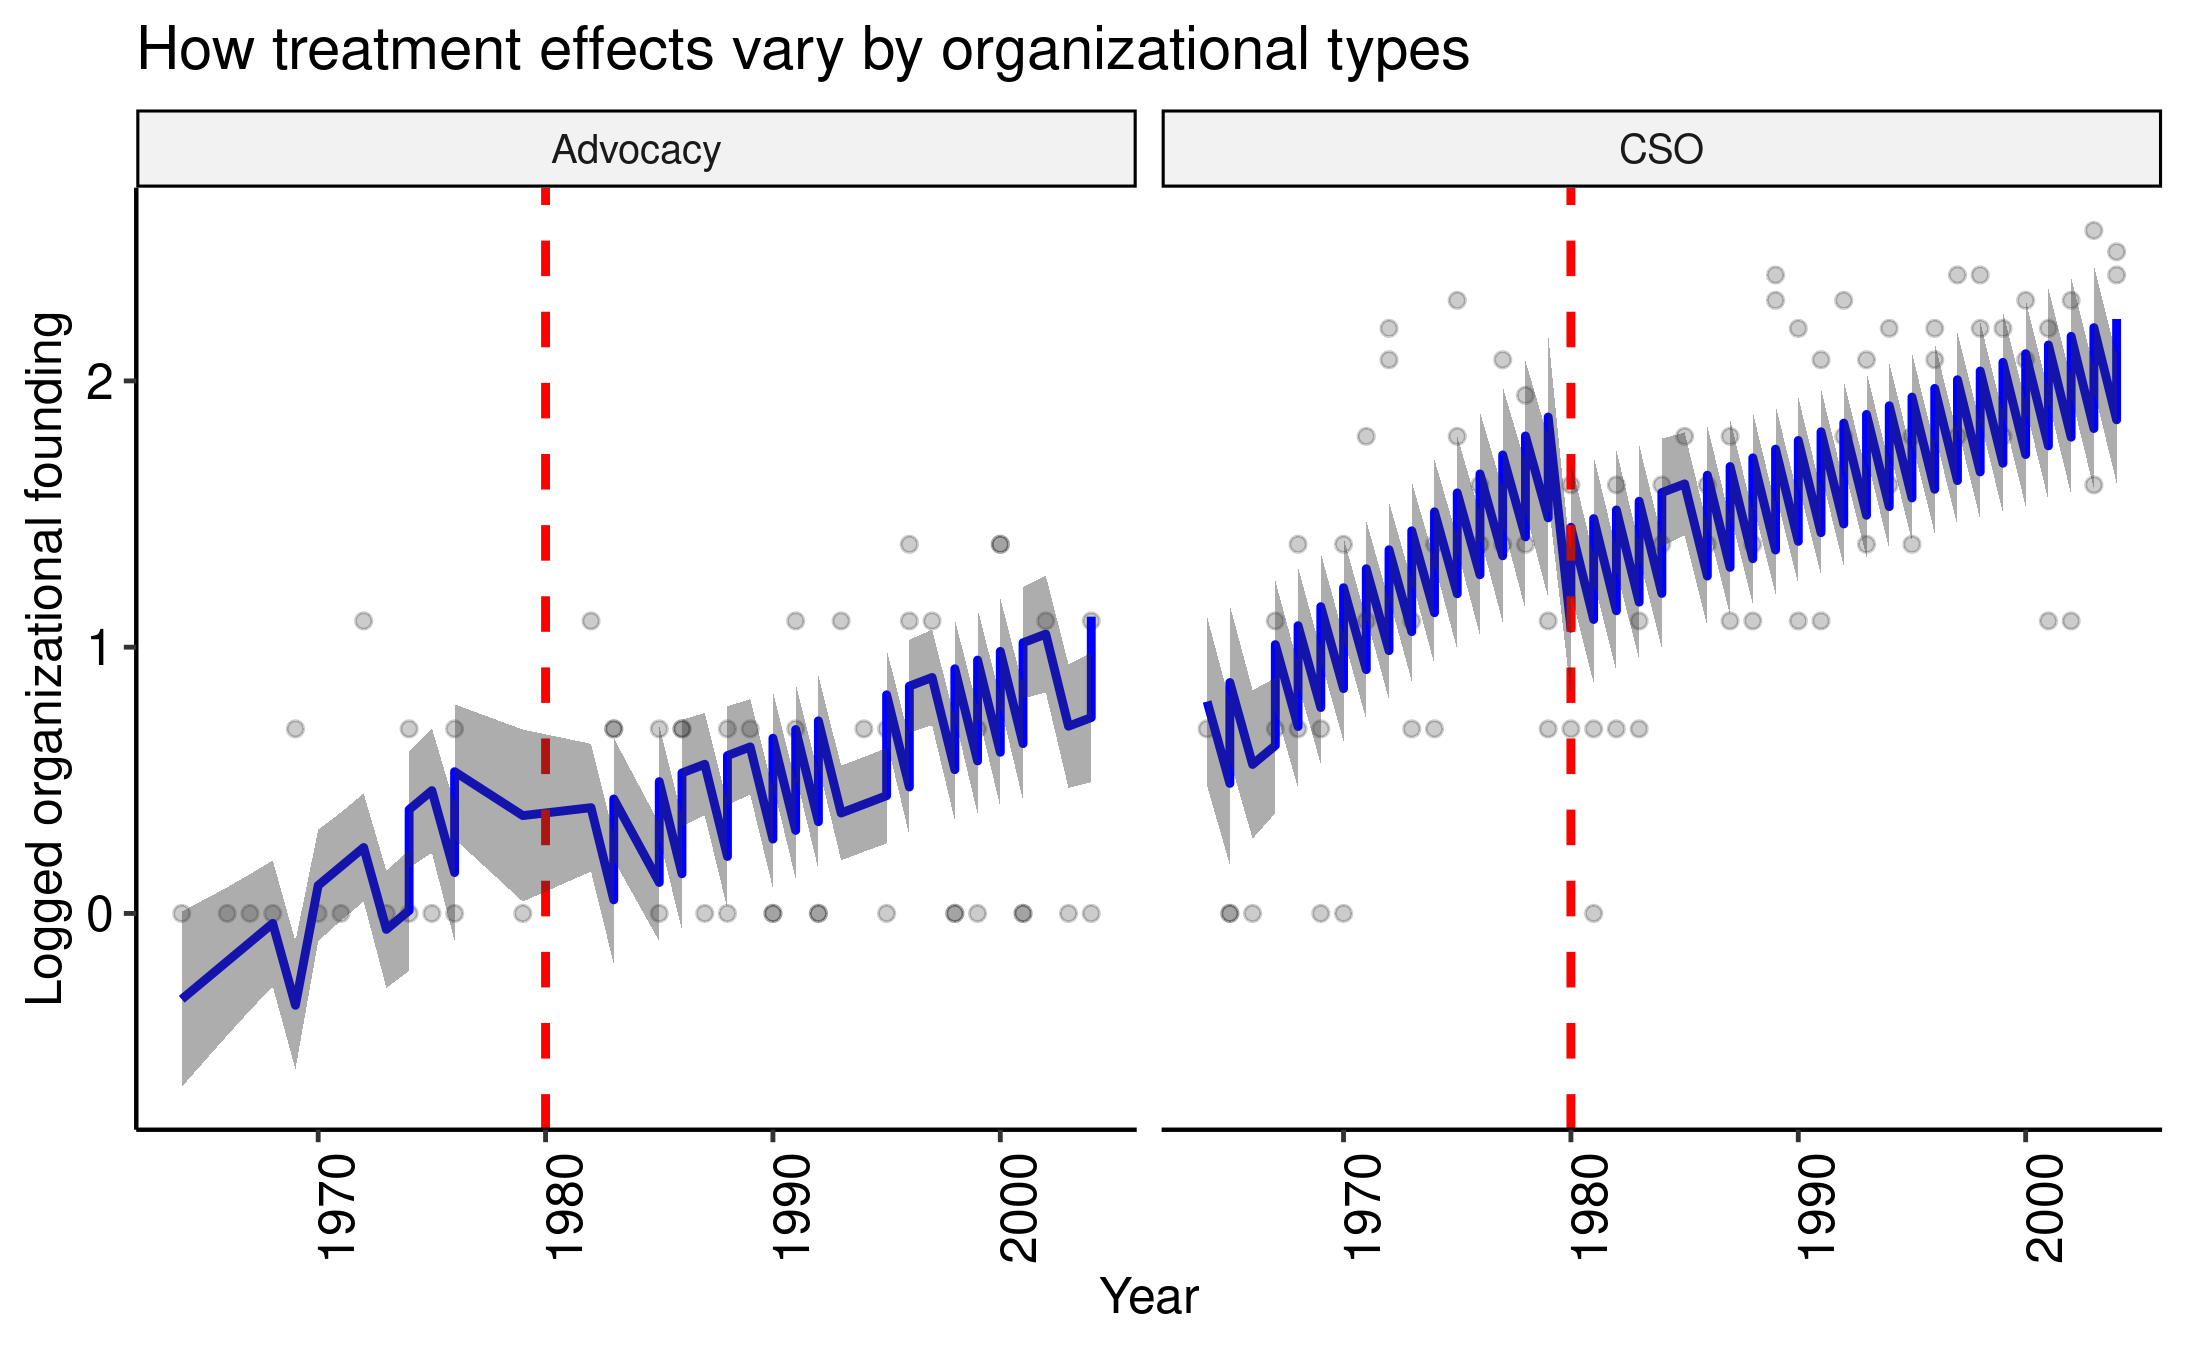 How treatment effects vary by organizational types
Advocacy
CSO
Logged organizational founding
2
1
0
1970
1980
1990
2000
1970
1980
1990
2000
Year